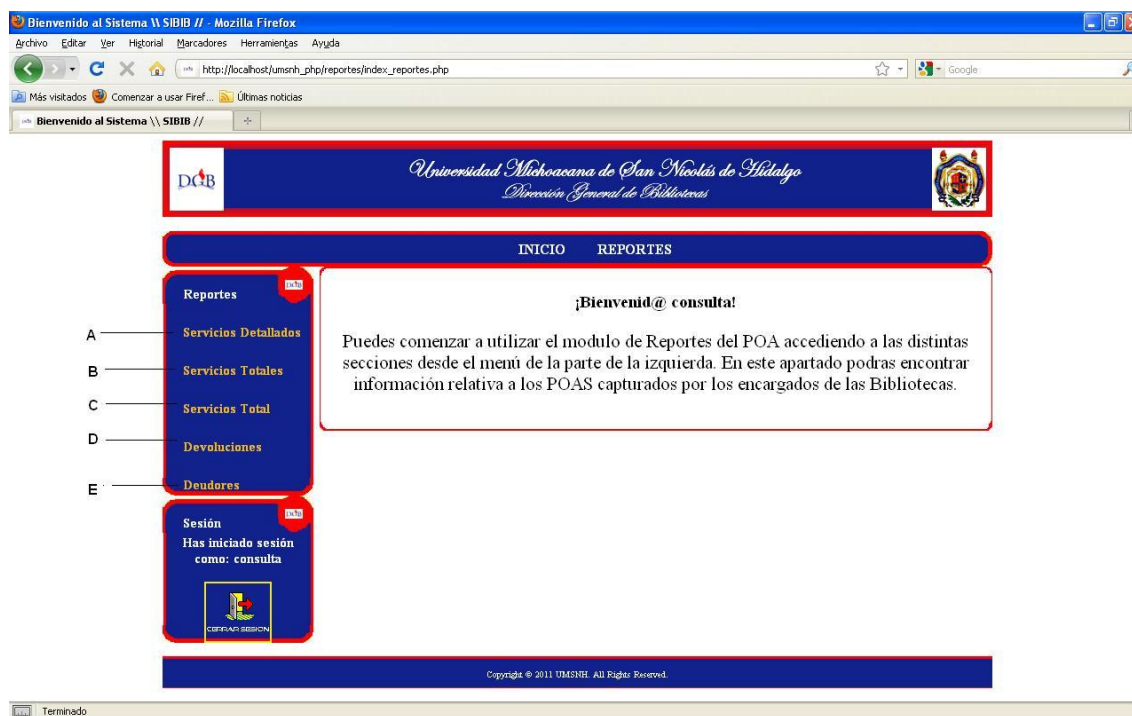 Bienvenido al Sistema \\ SIBIB // - Mozilla Firefox
Archivo Editar Ver Historial Marcadores Herramientas Ayuda
http://localhost/umsnh_php/reportes/index_reportes.php
Google
Más visitados Comenzar a usar Firef... Últimas noticias
Bienvenido al Sistema \\ SIBIB //
DGB
Universidad Michoacana de San Nicolás de Hidalgo
Dirección General de Bibliotecas
INICIO REPORTES
DGB
Reportes
A Servicios Detallados
B Servicios Totales
C Servicios Total
D Devoluciones
E Deudores
¡Bienvenid@ consulta!
Puedes comenzar a utilizar el modulo de Reportes del POA accediendo a las distintas
secciones desde el menú de la parte de la izquierda. En este apartado podras encontrar
información relativa a los POAS capturados por los encargados de las Bibliotecas.
DGB
Sesión
Has iniciado sesión
como: consulta
CERRAR SESION
Copyright © 2011 UMSNH. All Rights Reserved.
Terminado